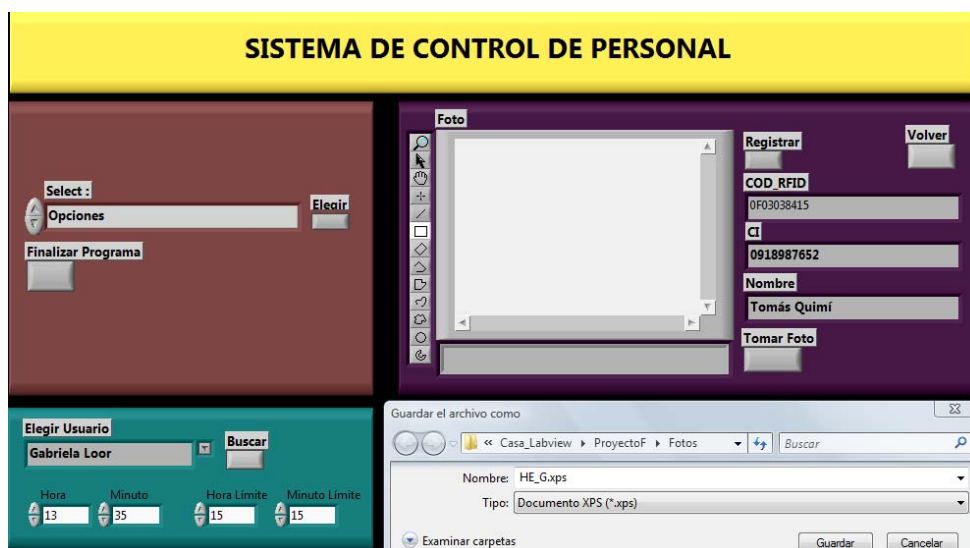 SISTEMA DE CONTROL DE PERSONAL
Select :
Opciones
Elegir
Finalizar Programa
Foto
Registrar
Volver
COD_RFID
0F03038415
CI
0918987652
Nombre
Tomás Quimí
Tomar Foto
Elegir Usuario
Gabriela Loor
Buscar
Hora
Minuto
Hora Límite
Minuto Límite
13
35
15
15
Guardar el archivo como
« Casa_Labview ▸ ProyectoF ▸ Fotos
Buscar
Nombre: HE_G.xps
Tipo: Documento XPS (*.xps)
Examinar carpetas
Guardar
Cancelar